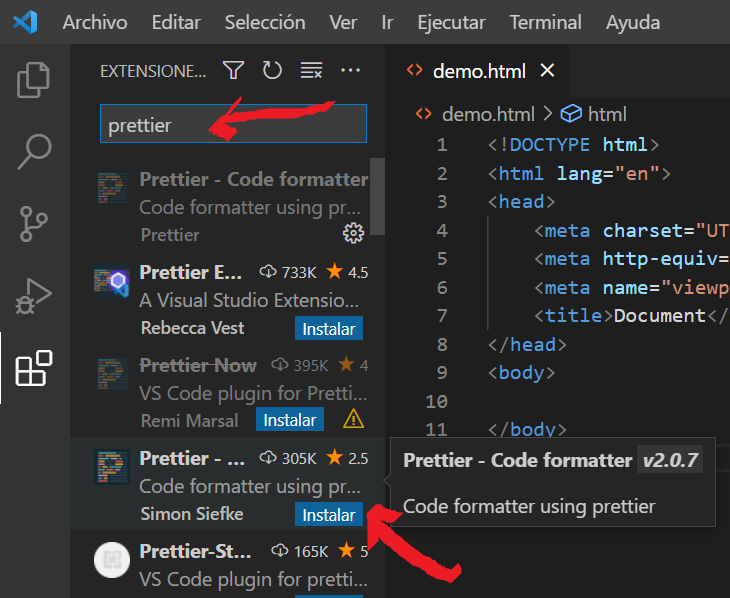 Archivo Editar Selección Ver Ir Ejecutar Terminal Ayuda
EXTENSIONE...
prettier
Prettier - Code formatter
Code formatter using pr...
Prettier
Prettier E... 733K 4.5
A Visual Studio Extensio...
Rebecca Vest Instalar
Prettier Now 395K 4
VS Code plugin for Pretti...
Remi Marsal Instalar
Prettier - ... 305K 2.5
Code formatter using pr...
Simon Siefke Instalar
Prettier-St... 165K 5
VS Code plugin for pretti...
demo.html
demo.html > html
1 <!DOCTYPE html>
2 <html lang="en">
3 <head>
4 <meta charset="UT
5 <meta http-equiv=
6 <meta name="viewp
7 <title>Document</
8 </head>
9 <body>
10
11 </body>
Prettier - Code formatter v2.0.7
Code formatter using prettier